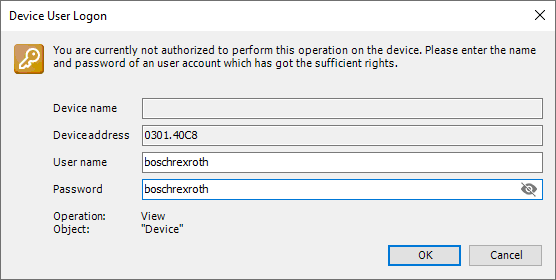 Device User Logon
You are currently not authorized to perform this operation on the device. Please enter the name
and password of an user account which has got the sufficient rights.
Device name
Device address 0301.40C8
User name boschrexroth
Password boschrexroth
Operation: View
Object: "Device"
OK Cancel